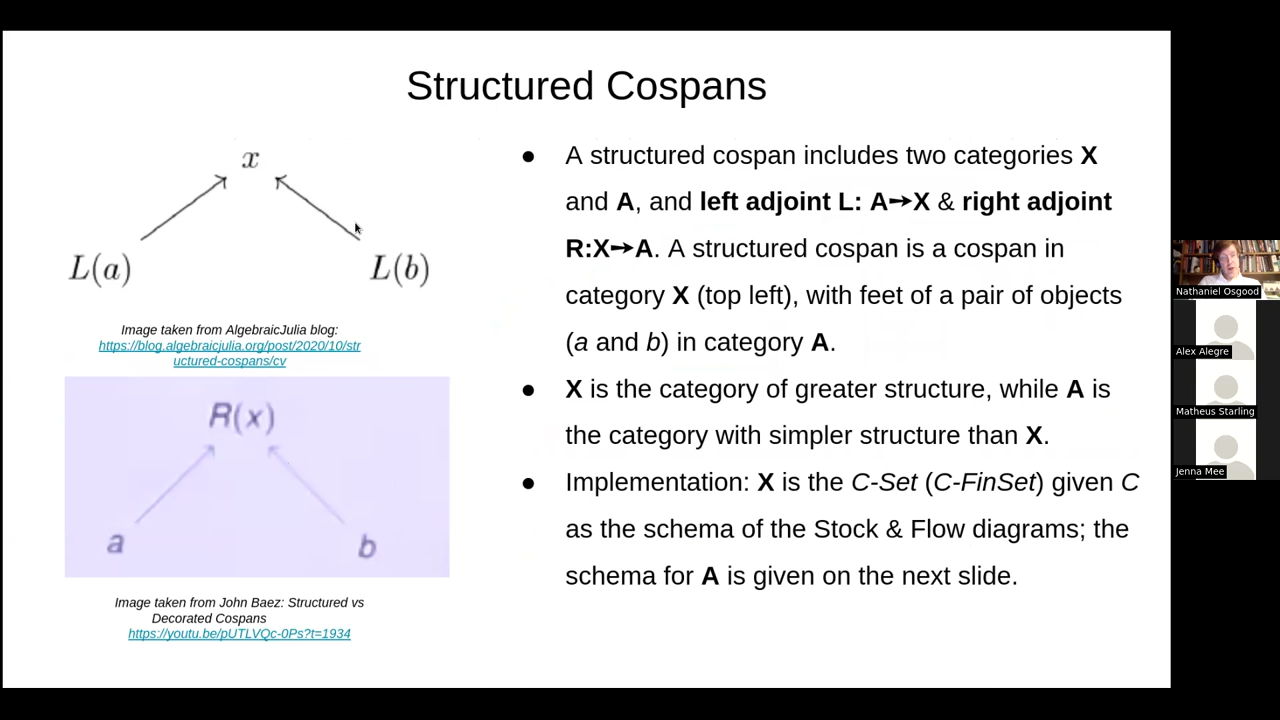 Structured Cospans
x
L(a)
L(b)
Image taken from AlgebraicJulia blog:
https://blog.algebraicjulia.org/post/2020/10/str
uctured-cospans/cv
R(x)
a
b
Image taken from John Baez: Structured vs
Decorated Cospans
https://youtu.be/pUTLVQc-0Ps?t=1934
● A structured cospan includes two categories X
and A, and left adjoint L: A➙X & right adjoint
R:X➙A. A structured cospan is a cospan in
category X (top left), with feet of a pair of objects
(a and b) in category A.
● X is the category of greater structure, while A is
the category with simpler structure than X.
● Implementation: X is the C-Set (C-FinSet) given C
as the schema of the Stock & Flow diagrams; the
schema for A is given on the next slide.
Nathaniel Osgood
Alex Alegre
Matheus Starling
Jenna Mee